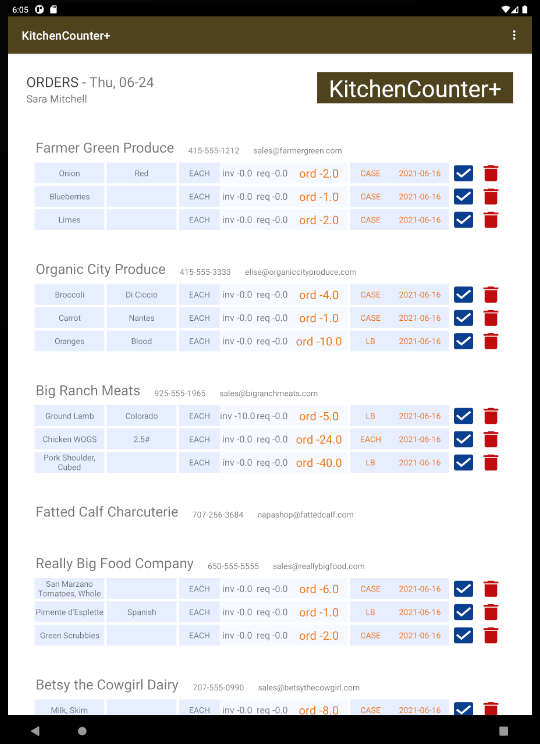 6:05
KitchenCounter+
ORDERS - Thu, 06-24
Sara Mitchell
KitchenCounter+
Farmer Green Produce 415-555-1212 sales@farmergreen.com
Onion Red EACH inv -0.0 req -0.0 ord -2.0 CASE 2021-06-16
Blueberries EACH inv -0.0 req -0.0 ord -1.0 CASE 2021-06-16
Limes EACH inv -0.0 req -0.0 ord -2.0 CASE 2021-06-16
Organic City Produce 415-555-3333 elise@organiccityproduce.com
Broccoli Di Ciccio EACH inv -0.0 req -0.0 ord -4.0 CASE 2021-06-16
Carrot Nantes EACH inv -0.0 req -0.0 ord -1.0 CASE 2021-06-16
Oranges Blood EACH inv -0.0 req -0.0 ord -10.0 LB 2021-06-16
Big Ranch Meats 925-555-1965 sales@bigranchmeats.com
Ground Lamb Colorado EACH inv -10.0 req -0.0 ord -5.0 LB 2021-06-16
Chicken WOGS 2.5# EACH inv -0.0 req -0.0 ord -24.0 EACH 2021-06-16
Pork Shoulder,
Cubed EACH inv -0.0 req -0.0 ord -40.0 LB 2021-06-16
Fatted Calf Charcuterie 707-256-3684 napashop@fattedcalf.com
Really Big Food Company 650-555-5555 sales@reallybigfood.com
San Marzano
Tomatoes, Whole EACH inv -0.0 req -0.0 ord -6.0 CASE 2021-06-16
Pimente d'Esplette Spanish EACH inv -0.0 req -0.0 ord -1.0 LB 2021-06-16
Green Scrubbies EACH inv -0.0 req -0.0 ord -2.0 CASE 2021-06-16
Betsy the Cowgirl Dairy 707-555-0990 sales@betsythecowgirl.com
Milk, Skim EACH inv -0.0 req -0.0 ord -8.0 CASE 2021-06-16